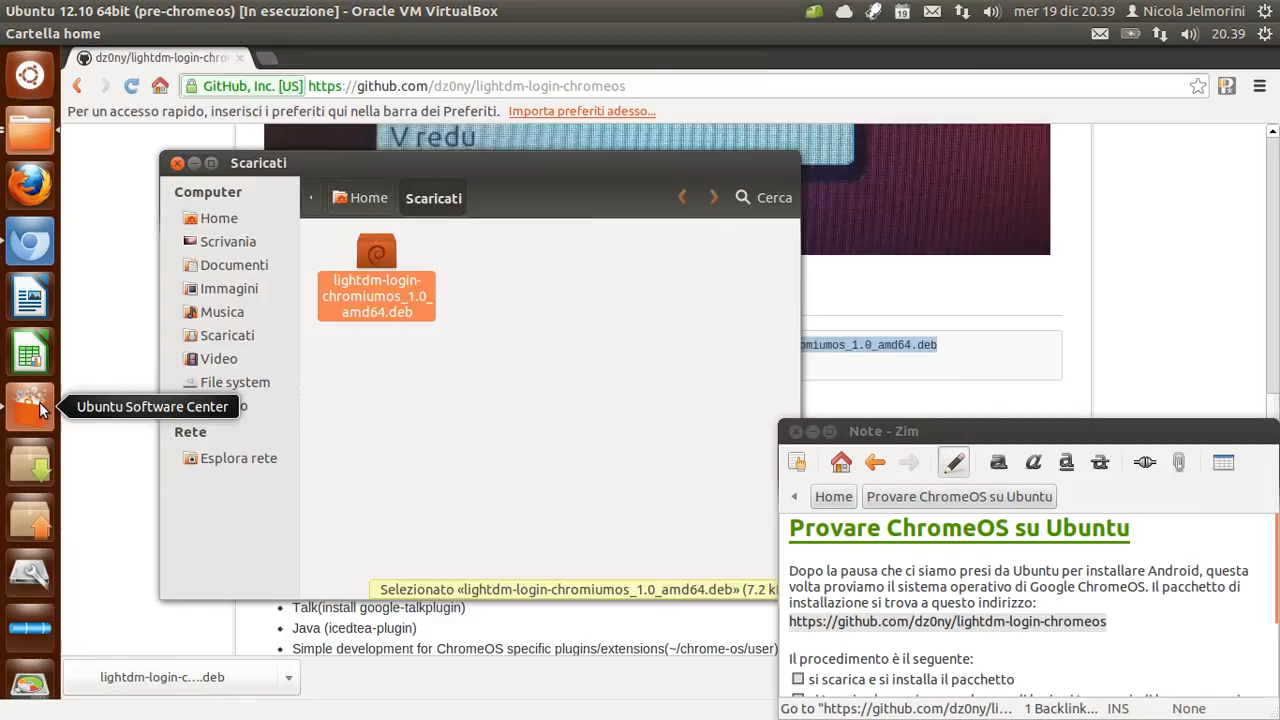 Ubuntu 12.10 64bit (pre-chromeos) [In esecuzione] - Oracle VM VirtualBox
19
mer 19 dic 20.39
Nicola Jelmorini
Cartella home
20.39
dz0ny/lightdm-login-chro
GitHub, Inc. [US]
https://github.com/dz0ny/lightdm-login-chromeos
Per un accesso rapido, inserisci i preferiti qui nella barra dei Preferiti.
Importa preferiti adesso...
V redu
Scaricati
Computer
Home
Scaricati
Cerca
Home
Scrivania
Documenti
Immagini
Musica
Scaricati
Video
File system
Rete
Esplora rete
lightdm-login-
chromiumos_1.0_
amd64.deb
Ubuntu Software Center
omiumos_1.0_amd64.deb
Selezionato «lightdm-login-chromiumos_1.0_amd64.deb» (7.2 k
Talk(install google-talkplugin)
Java (icedtea-plugin)
Simple development for ChromeOS specific plugins/extensions(~/chrome-os/user)
lightdm-login-c....deb
Note - Zim
Home
Provare ChromeOS su Ubuntu
Provare ChromeOS su Ubuntu
Dopo la pausa che ci siamo presi da Ubuntu per installare Android, questa
volta proviamo il sistema operativo di Google ChromeOS. Il pacchetto di
installazione si trova a questo indirizzo:
https://github.com/dz0ny/lightdm-login-chromeos
Il procedimento è il seguente:
si scarica e si installa il pacchetto
Go to "https://github.com/dz0ny/li...
1 Backlink...
INS
None